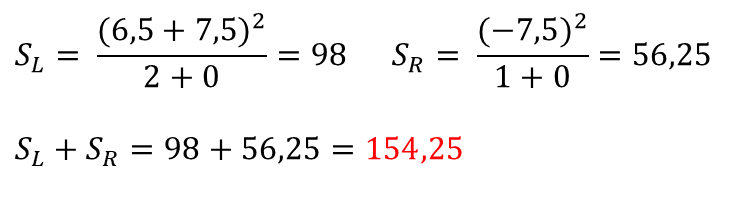 S_L = (6,5 + 7,5)² / (2 + 0) = 98     S_R = (−7,5)² / (1 + 0) = 56,25
S_L + S_R = 98 + 56,25 = 154,25